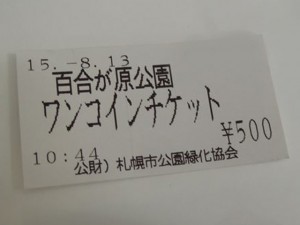 15.-8.13
百合が原公園
ワンコインチケット
¥500
10:44
公財）札幌市公園緑化協会